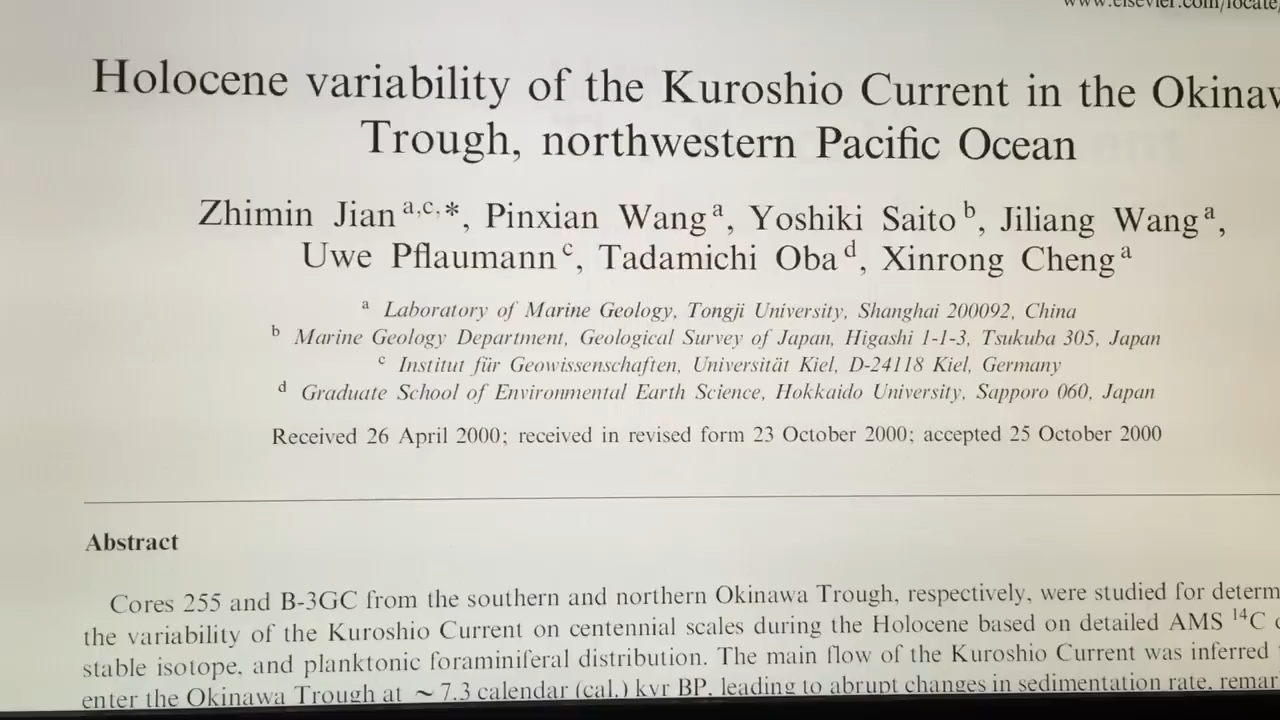 www.elsevier.com/locate/
Holocene variability of the Kuroshio Current in the Okinaw
Trough, northwestern Pacific Ocean
Zhimin Jian a,c,*, Pinxian Wang a, Yoshiki Saito b, Jiliang Wang a,
Uwe Pflaumann c, Tadamichi Oba d, Xinrong Cheng a
a Laboratory of Marine Geology, Tongji University, Shanghai 200092, China
b Marine Geology Department, Geological Survey of Japan, Higashi 1-1-3, Tsukuba 305, Japan
c Institut für Geowissenschaften, Universität Kiel, D-24118 Kiel, Germany
d Graduate School of Environmental Earth Science, Hokkaido University, Sapporo 060, Japan
Received 26 April 2000; received in revised form 23 October 2000; accepted 25 October 2000
Abstract
Cores 255 and B-3GC from the southern and northern Okinawa Trough, respectively, were studied for determ
the variability of the Kuroshio Current on centennial scales during the Holocene based on detailed AMS 14C
stable isotope, and planktonic foraminiferal distribution. The main flow of the Kuroshio Current was inferred
enter the Okinawa Trough at ~ 7.3 calendar (cal.) kyr BP, leading to abrupt changes in sedimentation rate, remar